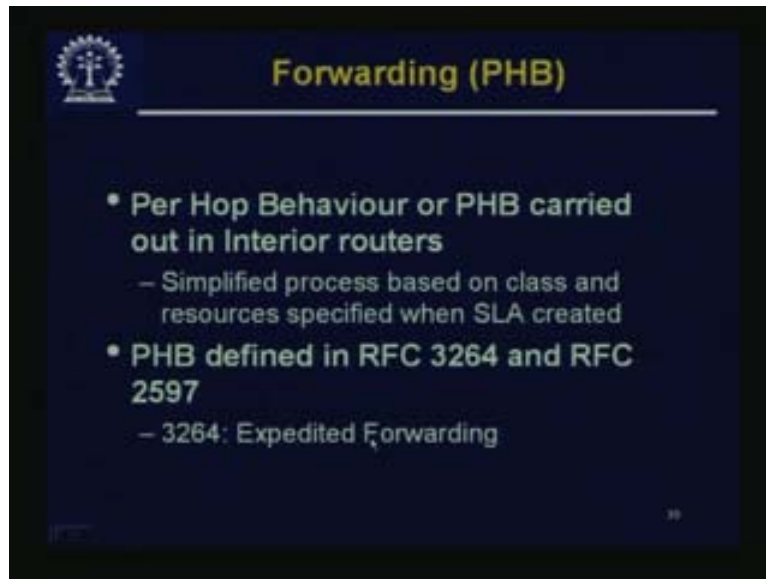 Forwarding (PHB)
• Per Hop Behaviour or PHB carried
out in Interior routers
– Simplified process based on class and
resources specified when SLA created
• PHB defined in RFC 3264 and RFC
2597
– 3264: Expedited Forwarding